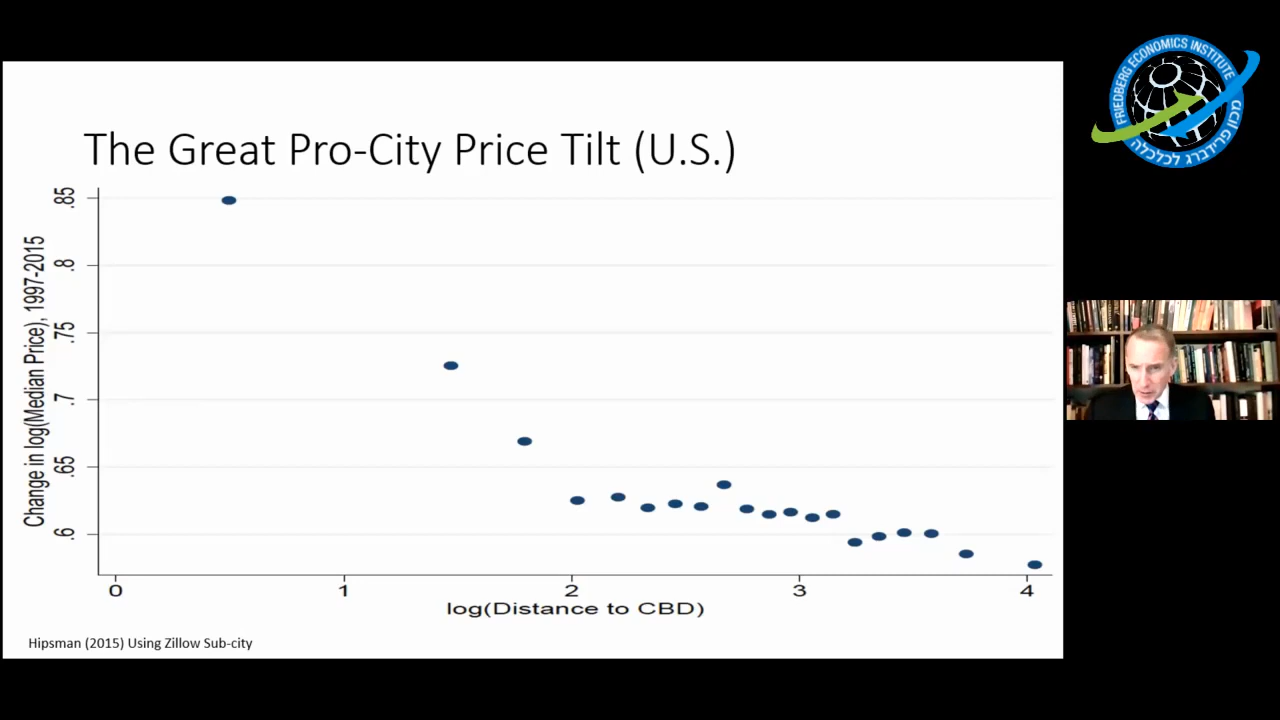 The Great Pro-City Price Tilt (U.S.)
Change in log(Median Price), 1997-2015
.85
.8
.75
.7
.65
.6
0 1 2 3 4
log(Distance to CBD)
Hipsman (2015) Using Zillow Sub-city
FRIEDBERG ECONOMICS INSTITUTE
מכון פרידברג לכלכלה